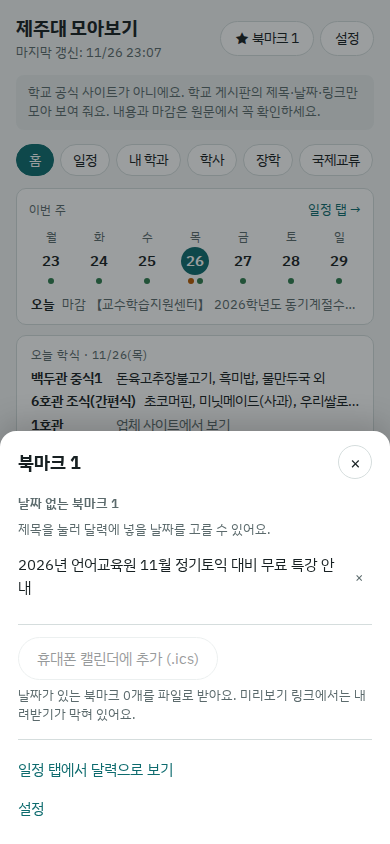 제주대 모아보기
마지막 갱신: 11/26 23:07
★ 북마크 1
설정
학교 공식 사이트가 아니에요. 학교 게시판의 제목·날짜·링크만
모아 보여 줘요. 내용과 마감은 원문에서 꼭 확인하세요.
홈
일정
내 학과
학사
장학
국제교류
이번 주
일정 탭 →
월 화 수 목 금 토 일
23 24 25 26 27 28 29
오늘 마감 【교수학습지원센터】 2026학년도 동기계절수…
오늘 학식 · 11/26(목)
백두관 중식1 돈육고추장불고기, 흑미밥, 물만두국 외
6호관 조식(간편식) 초코머핀, 미닛메이드(사과), 우리쌀로…
1호관 업체 사이트에서 보기
북마크 1
×
날짜 없는 북마크 1
제목을 눌러 달력에 넣을 날짜를 고를 수 있어요.
2026년 언어교육원 11월 정기토익 대비 무료 특강 안
내
×
휴대폰 캘린더에 추가 (.ics)
날짜가 있는 북마크 0개를 파일로 받아요. 미리보기 링크에서는 내
려받기가 막혀 있어요.
일정 탭에서 달력으로 보기
설정